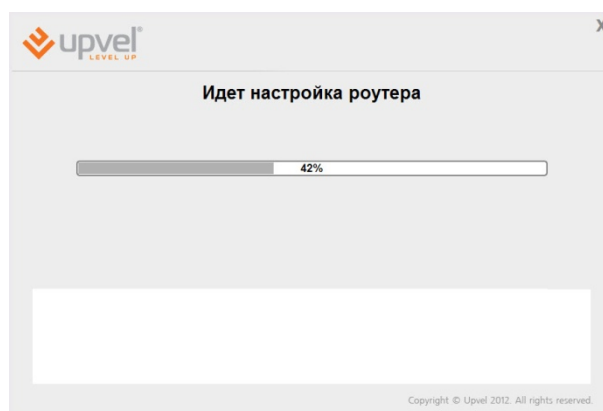 X
upvel®
LEVEL UP
Идет настройка роутера
42%
Copyright © Upvel 2012. All rights reserved.